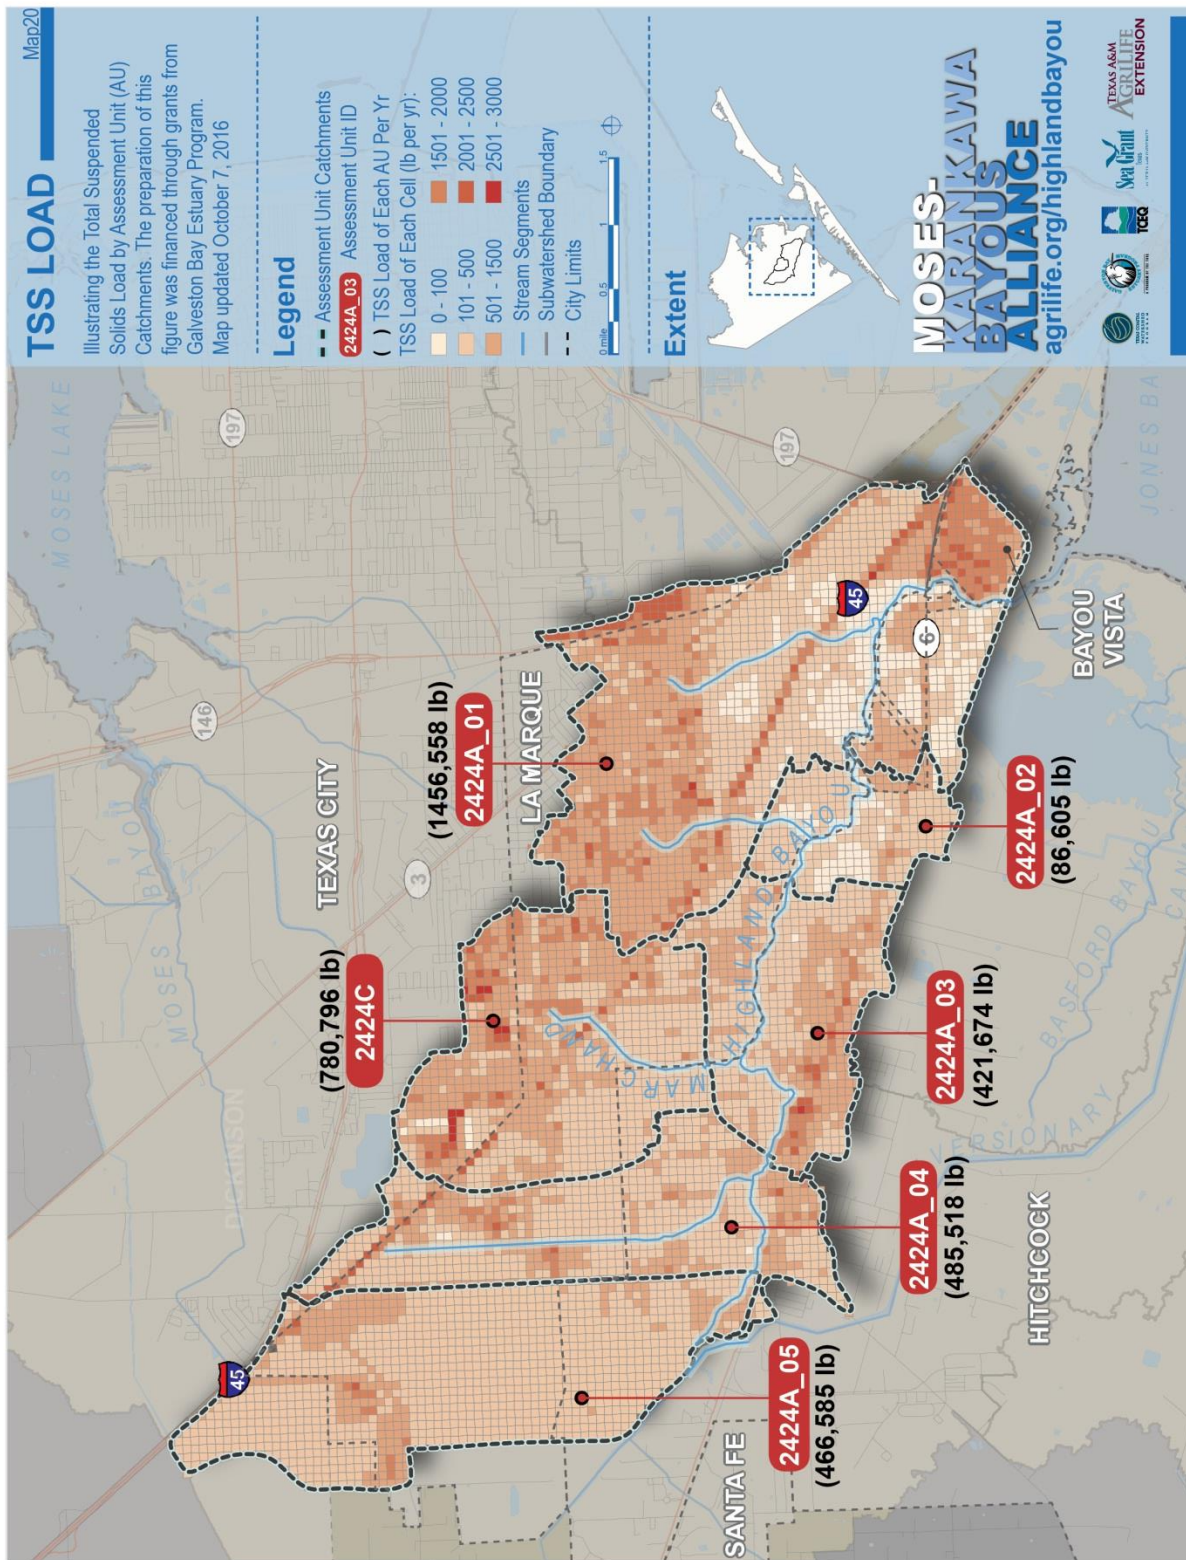 Map20
TSS LOAD
Illustrating the Total Suspended
Solids Load by Assessment Unit (AU)
Catchments. The preparation of this
figure was financed through grants from
Galveston Bay Estuary Program.
Map updated October 7, 2016
Legend
Assessment Unit Catchments
2424A_03 Assessment Unit ID
( ) TSS Load of Each AU Per Yr
TSS Load of Each Cell (lb per yr):
0 - 100
101 - 500
501 - 1500
1501 - 2000
2001 - 2500
2501 - 3000
Stream Segments
Subwatershed Boundary
City Limits
0 mile 0.5 1 1.5
Extent
MOSES-
KARANKAWA
BAYOUS
ALLIANCE
agrilife.org/highlandbayou
TCEQ
Sea Grant
Texas
TEXAS A&M
AGRILIFE
EXTENSION
MOSES LAKE
197
146
MOSES BAYOU
TEXAS CITY
3
DICKINSON
45
(780,796 lb)
2424C
(1456,558 lb)
2424A_01
LA MARQUE
197
45
6
MARCHAND
HIGHLAND BAYOU
JONES BA
BAYOU
VISTA
2424A_02
(86,605 lb)
2424A_03
(421,674 lb)
2424A_04
(485,518 lb)
2424A_05
(466,585 lb)
SANTA FE
HITCHCOCK
BASFORD BAYOU
VERSIONARY CAN